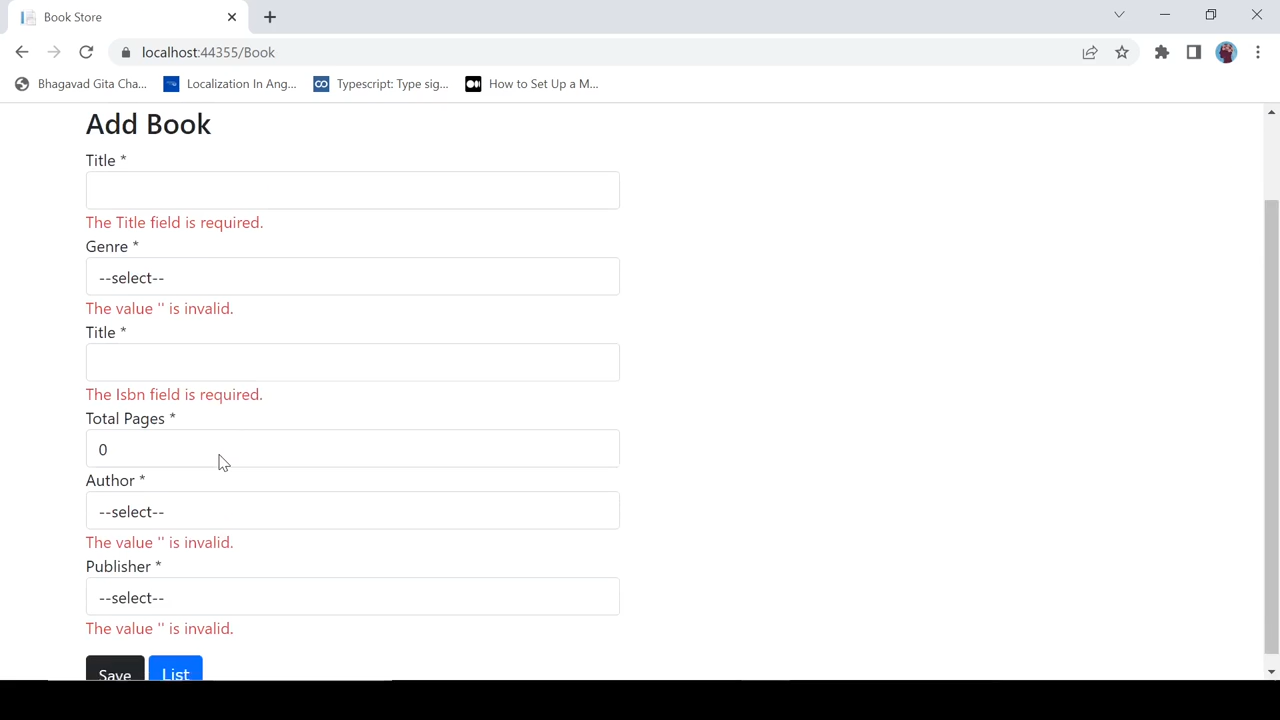 Book Store
localhost:44355/Book
Bhagavad Gita Cha... Localization In Ang... Typescript: Type sig... How to Set Up a M...
Add Book
Title *
The Title field is required.
Genre *
--select--
The value '' is invalid.
Title *
The Isbn field is required.
Total Pages *
0
Author *
--select--
The value '' is invalid.
Publisher *
--select--
The value '' is invalid.
Save List